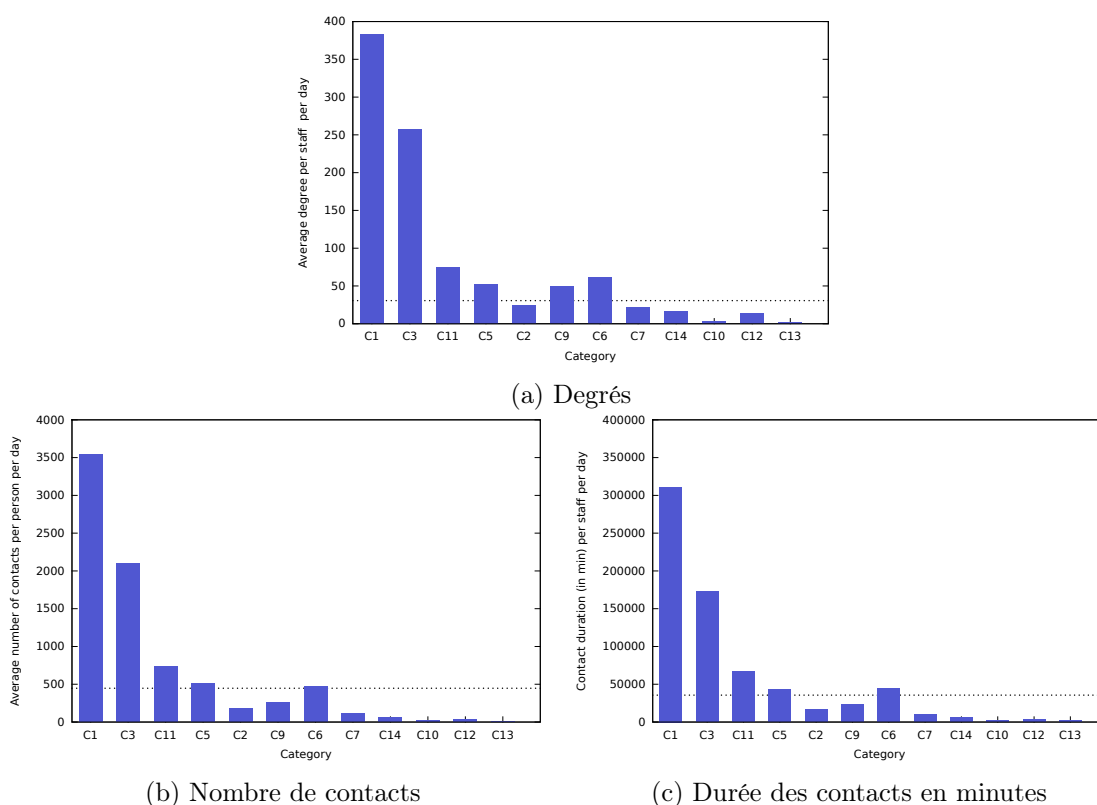 400
350
300
250
200
150
100
50
0
Average degree per staff per day
C1 C3 C11 C5 C2 C9 C6 C7 C14 C10 C12 C13
Category
(a) Degrés
4000
3500
3000
2500
2000
1500
1000
500
0
Average number of contacts per person per day
C1 C3 C11 C5 C2 C9 C6 C7 C14 C10 C12 C13
Category
(b) Nombre de contacts
400000
350000
300000
250000
200000
150000
100000
50000
0
Contact duration (in min) per staff per day
C1 C3 C11 C5 C2 C9 C6 C7 C14 C10 C12 C13
Category
(c) Durée des contacts en minutes